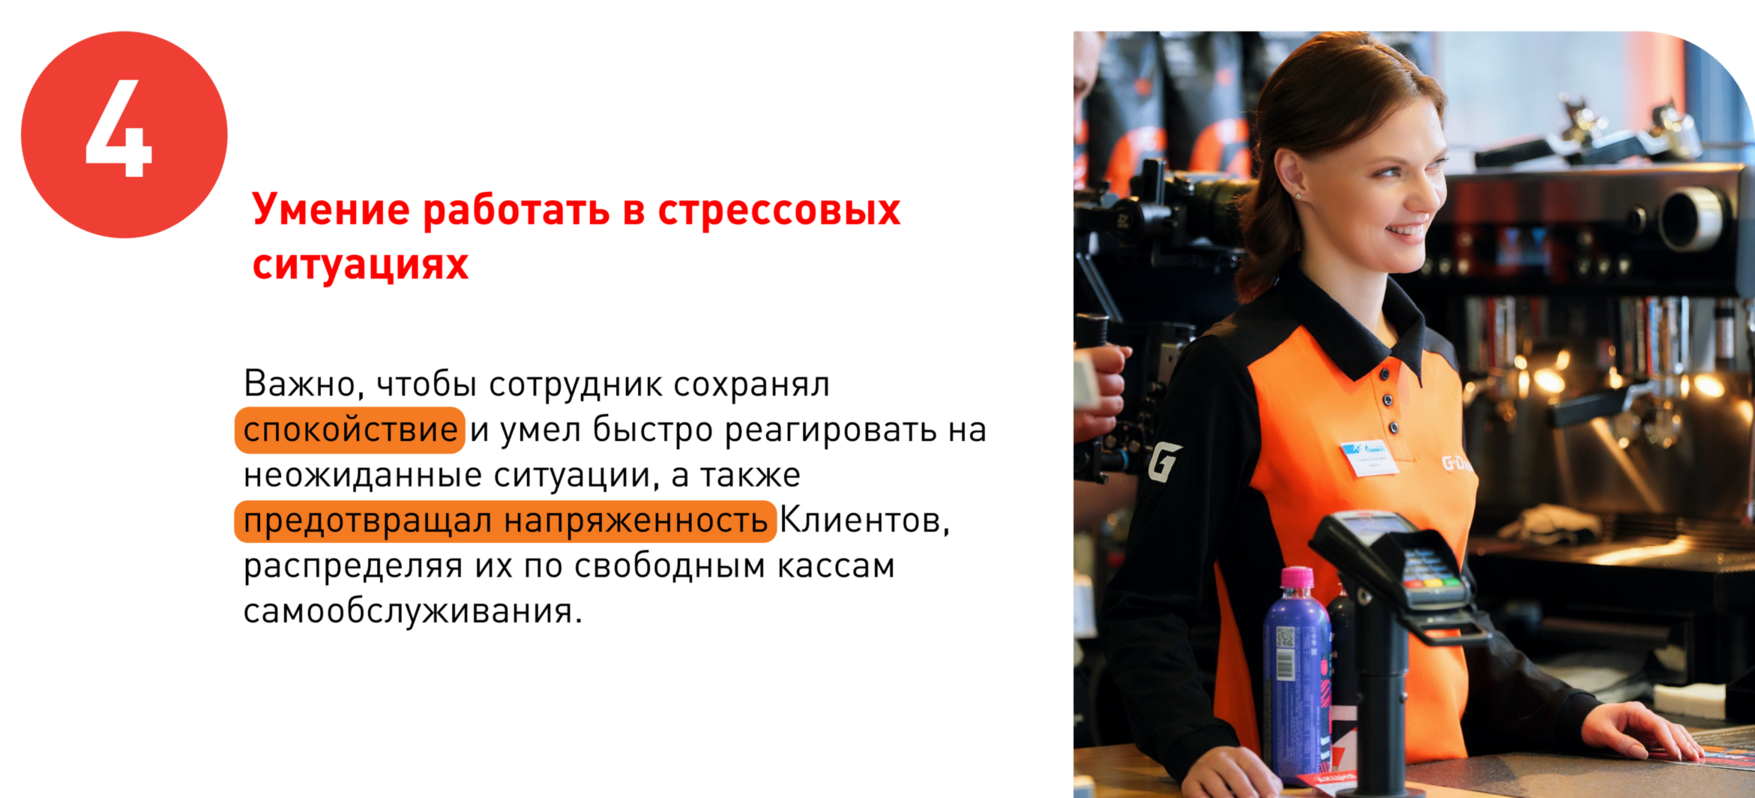 4
Умение работать в стрессовых
ситуациях
Важно, чтобы сотрудник сохранял
спокойствие и умел быстро реагировать на
неожиданные ситуации, а также
предотвращал напряженность Клиентов,
распределяя их по свободным кассам
самообслуживания.
G